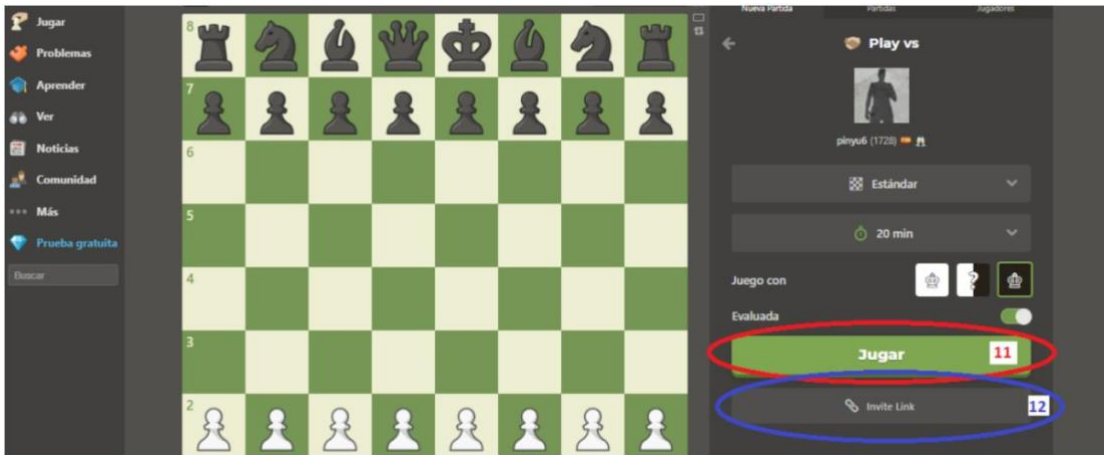 Jugar
Problemas
Aprender
Ver
Noticias
Comunidad
Más
Prueba gratuita
Buscar
8
7
6
5
4
3
2
Nueva Partida Partidas Jugadores
Play vs
pinyu6 (1728)
Estándar
20 min
Juego con
?
Evaluada
Jugar 11
Invite Link 12